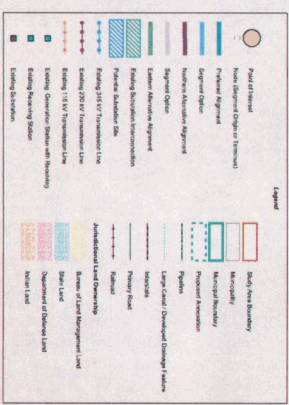 Legend
Point of Interest
Node (Segment Origin or Terminus)
Preferred Alignment
Segment Option
Northern Alternative Alignment
Segment Option
Eastern Alternative Alignment
Existing Substation Interconnection
Potential Substation Site
Existing 345 kV Transmission Line
Existing 230 kV Transmission Line
Existing 115 kV Transmission Line
Existing Generation Station with Receiving
Existing Receiving Station
Existing Substation
Study Area Boundary
Municipality
Municipal Boundary
Proposed Annexation
Pipeline
Large Canal / Developed Drainage Feature
Interstate
Primary Road
Railroad
Jurisdictional Land Ownership
Bureau of Land Management Land
State Land
Department of Defense Land
Indian Land